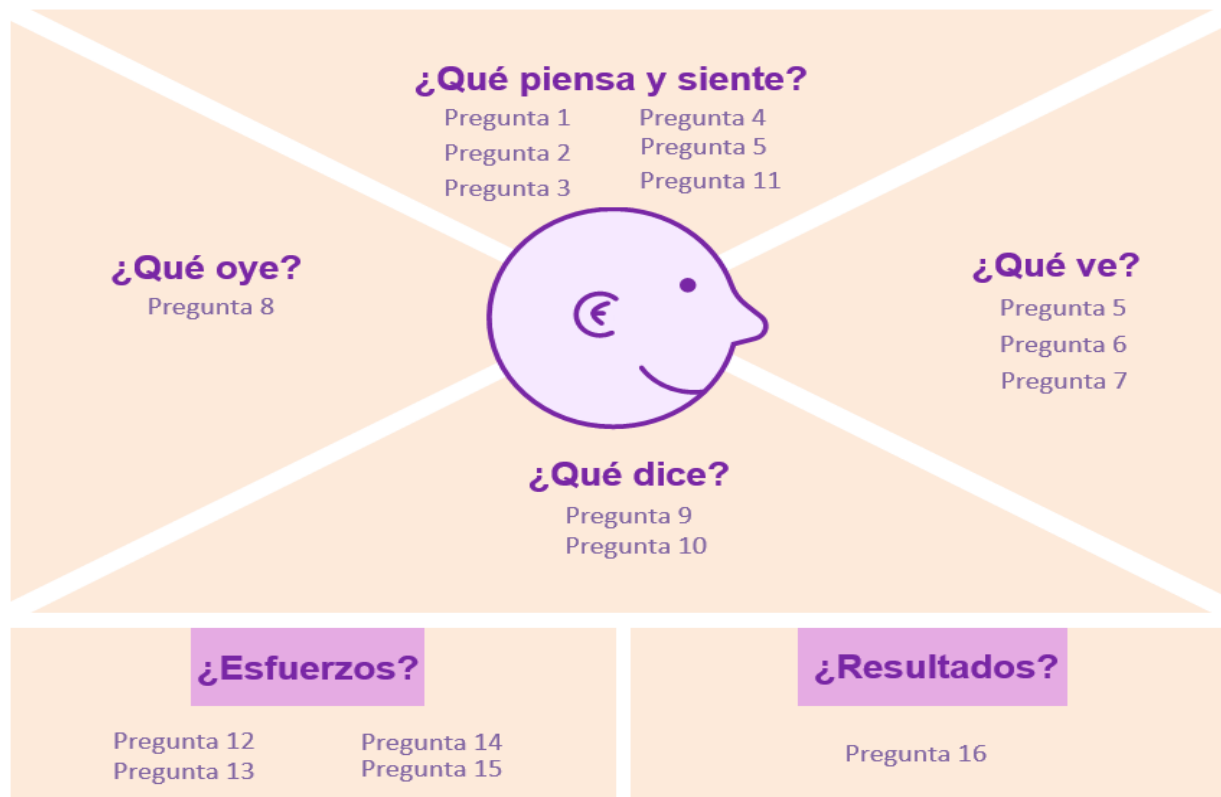 ¿Qué piensa y siente?
Pregunta 1
Pregunta 2
Pregunta 3
Pregunta 4
Pregunta 5
Pregunta 11
¿Qué oye?
Pregunta 8
¿Qué ve?
Pregunta 5
Pregunta 6
Pregunta 7
¿Qué dice?
Pregunta 9
Pregunta 10
¿Esfuerzos?
Pregunta 12
Pregunta 13
Pregunta 14
Pregunta 15
¿Resultados?
Pregunta 16